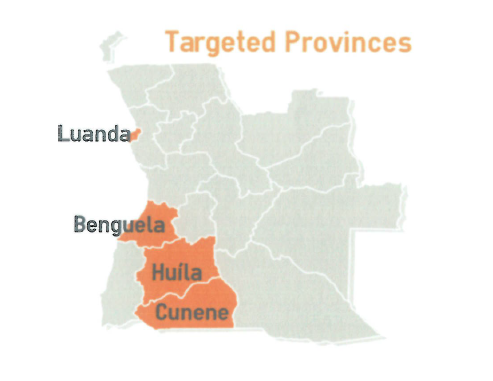 Targeted Provinces
Luanda
Benguela
Huíla
Cunene